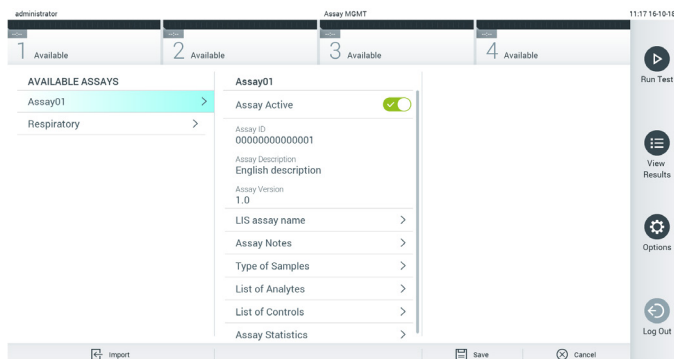 administrator Assay MGMT 11:17 16-10-18
1 Available 2 Available 3 Available 4 Available
AVAILABLE ASSAYS
Assay01
Respiratory
Assay01
Assay Active
Assay ID
00000000000001
Assay Description
English description
Assay Version
1.0
LIS assay name
Assay Notes
Type of Samples
List of Analytes
List of Controls
Assay Statistics
Run Test
View
Results
Options
Log Out
Import Save Cancel